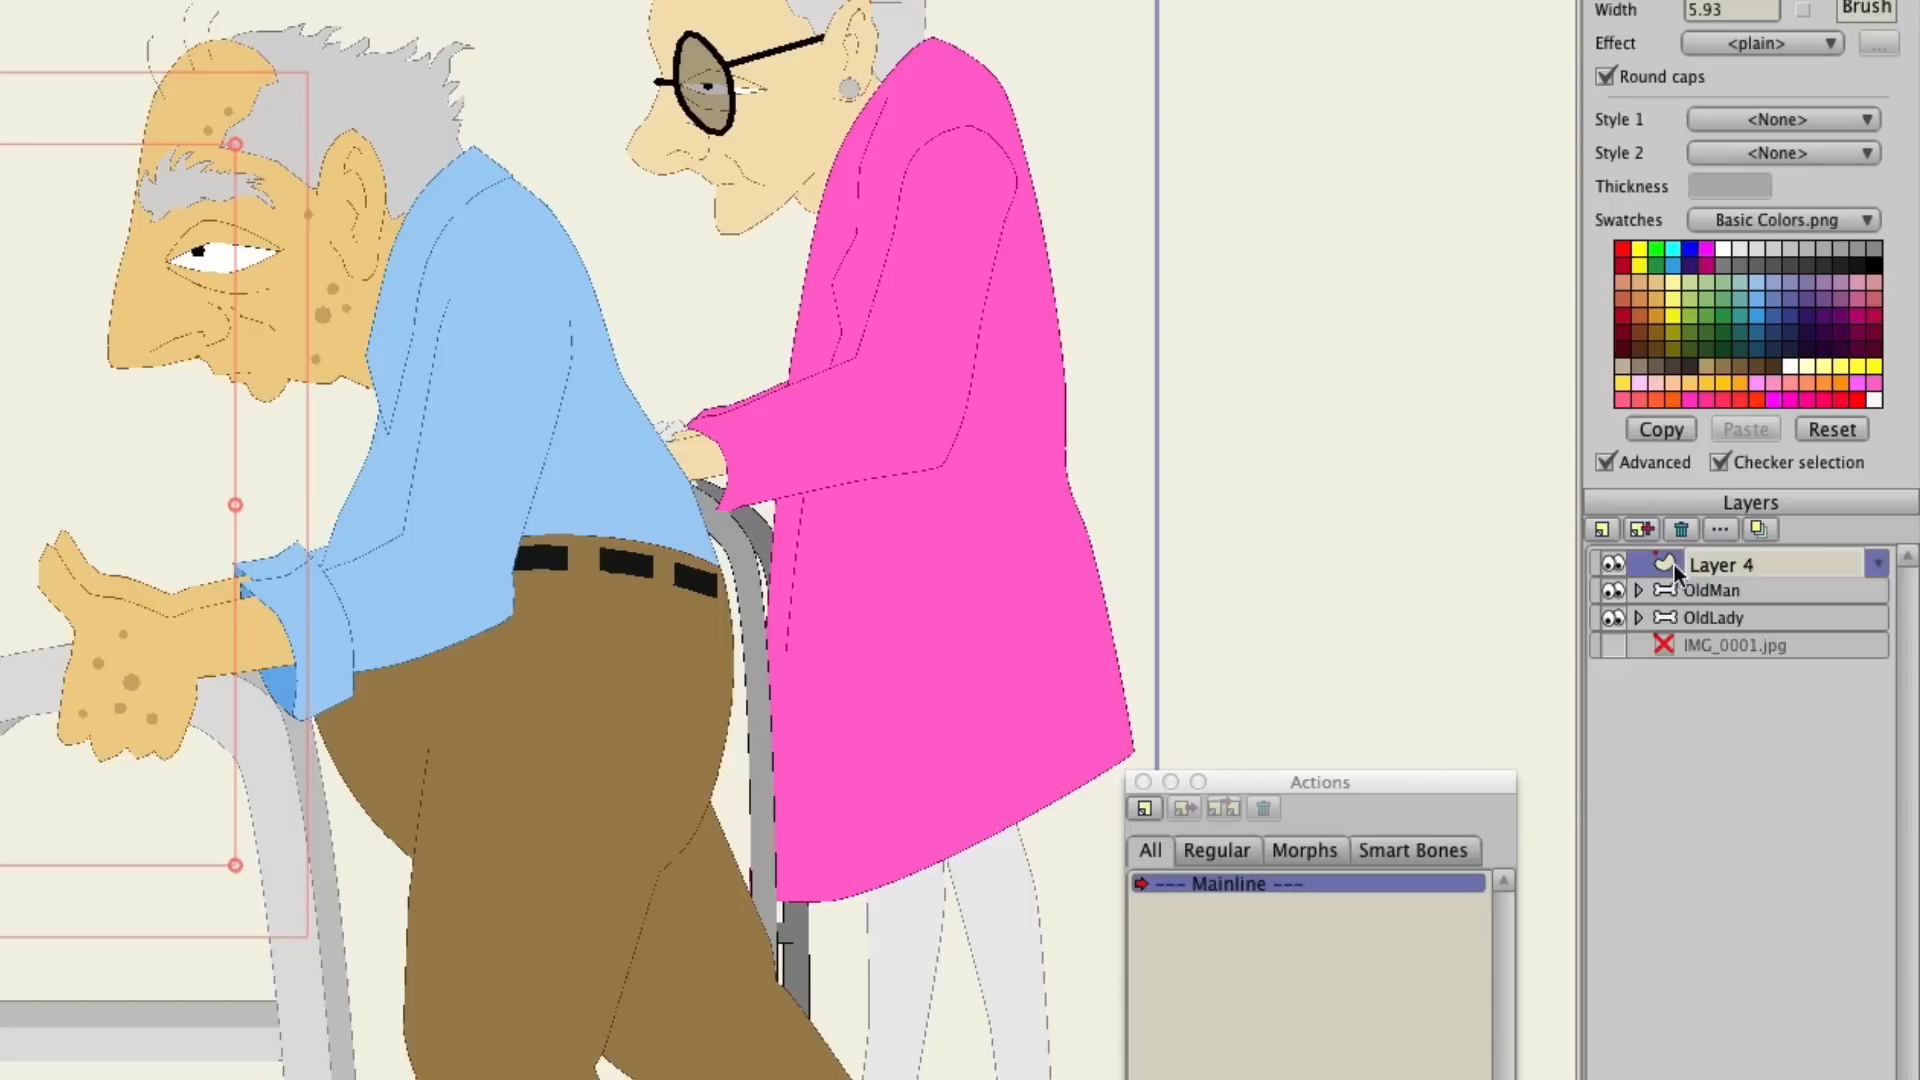 Width 5.93 Brush
Effect <plain> ...
Round caps
Style 1 <None>
Style 2 <None>
Thickness
Swatches Basic Colors.png
Copy Paste Reset
Advanced Checker selection
Layers
Layer 4
OldMan
OldLady
IMG_0001.jpg
Actions
All Regular Morphs Smart Bones
--- Mainline ---